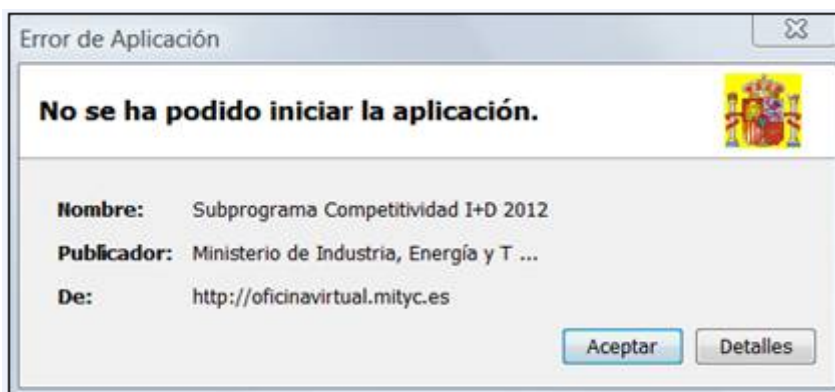 Error de Aplicación
No se ha podido iniciar la aplicación.
Nombre: Subprograma Competitividad I+D 2012
Publicador: Ministerio de Industria, Energía y T ...
De: http://oficinavirtual.mityc.es
Aceptar Detalles